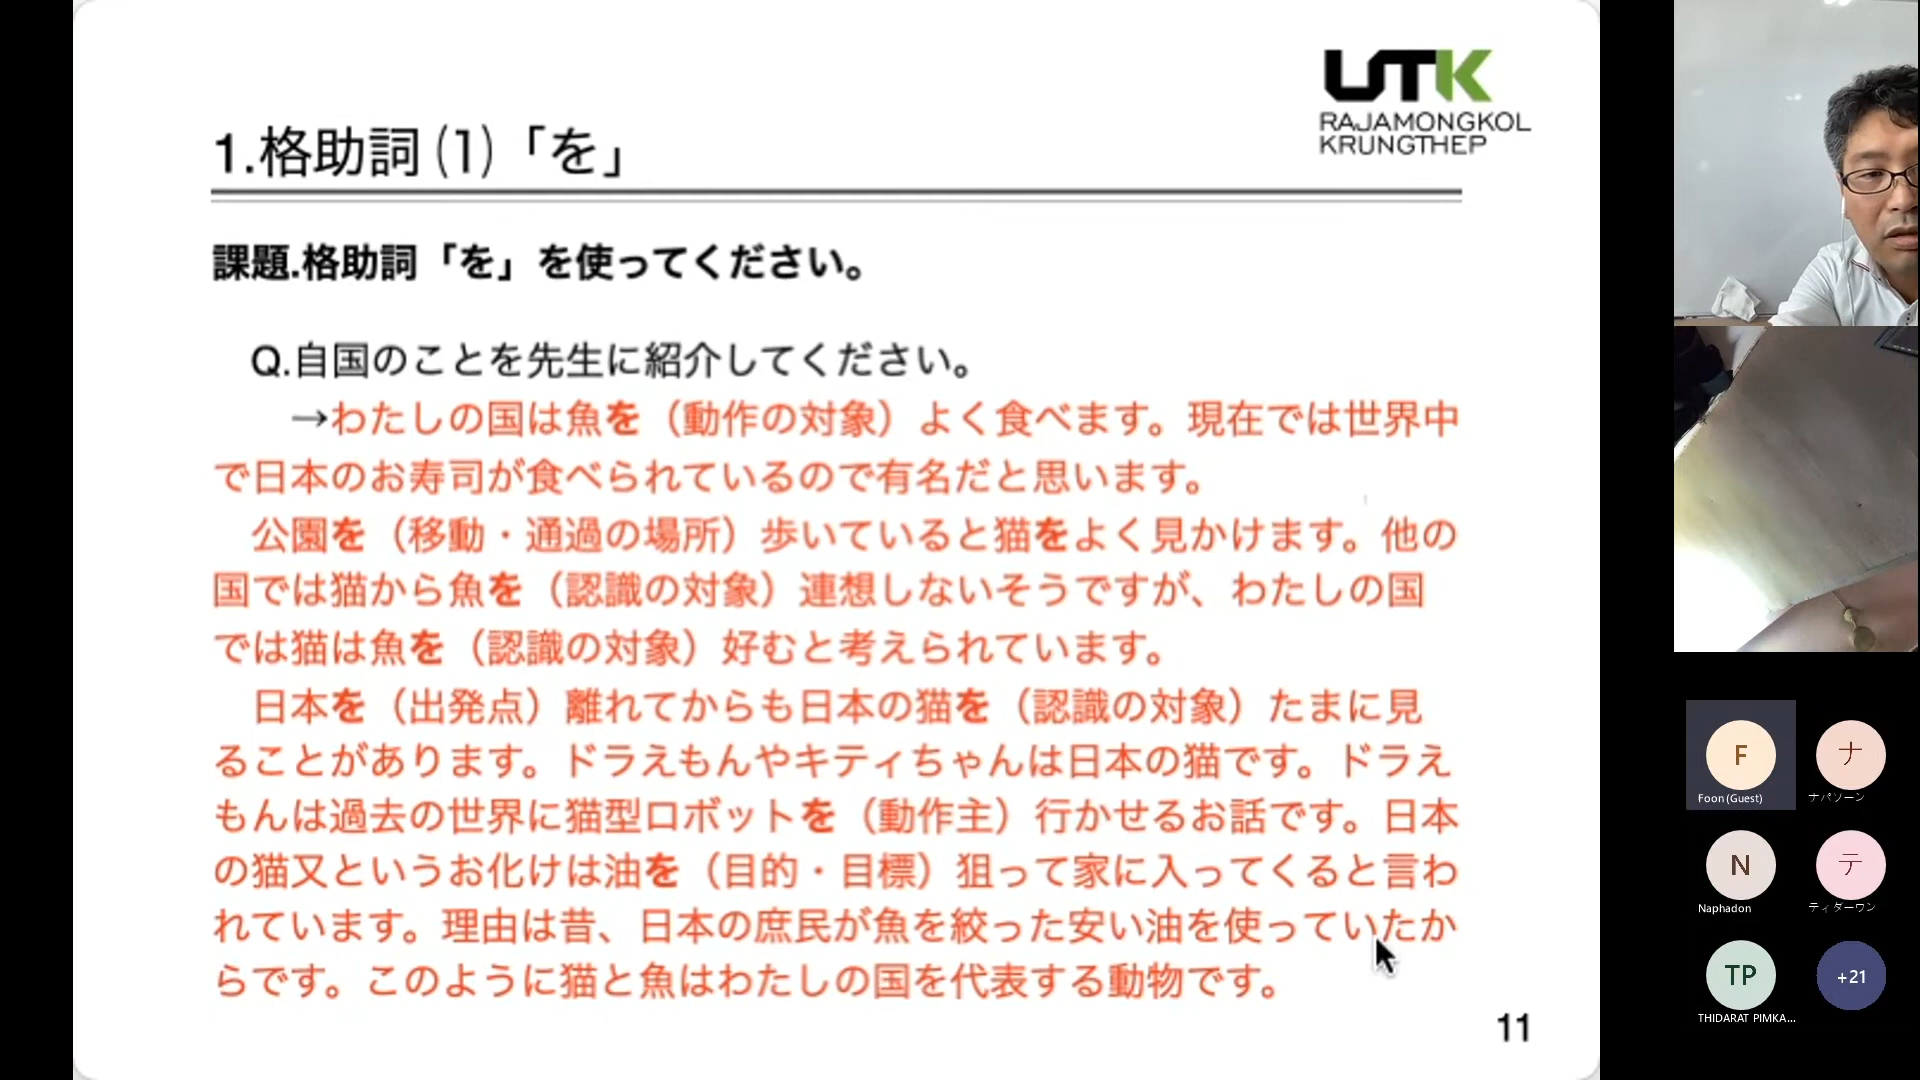 UTK
RAJAMONGKOL
KRUNGTHEP
1.格助詞(1)「を」
課題.格助詞「を」を使ってください。
Q.自国のことを先生に紹介してください。
→わたしの国は魚を（動作の対象）よく食べます。現在では世界中
で日本のお寿司が食べられているので有名だと思います。
公園を（移動・通過の場所）歩いていると猫をよく見かけます。他の
国では猫から魚を（認識の対象）連想しないそうですが、わたしの国
では猫は魚を（認識の対象）好むと考えられています。
日本を（出発点）離れてからも日本の猫を（認識の対象）たまに見
ることがあります。ドラえもんやキティちゃんは日本の猫です。ドラえ
もんは過去の世界に猫型ロボットを（動作主）行かせるお話です。日本
の猫又というお化けは油を（目的・目標）狙って家に入ってくると言わ
れています。理由は昔、日本の庶民が魚を絞った安い油を使っていたか
らです。このように猫と魚はわたしの国を代表する動物です。
11
F
Foon (Guest)
ナ
ナパソーン
N
Naphadon
テ
ティダーワン
TP
THIDARAT PIMKA...
+21